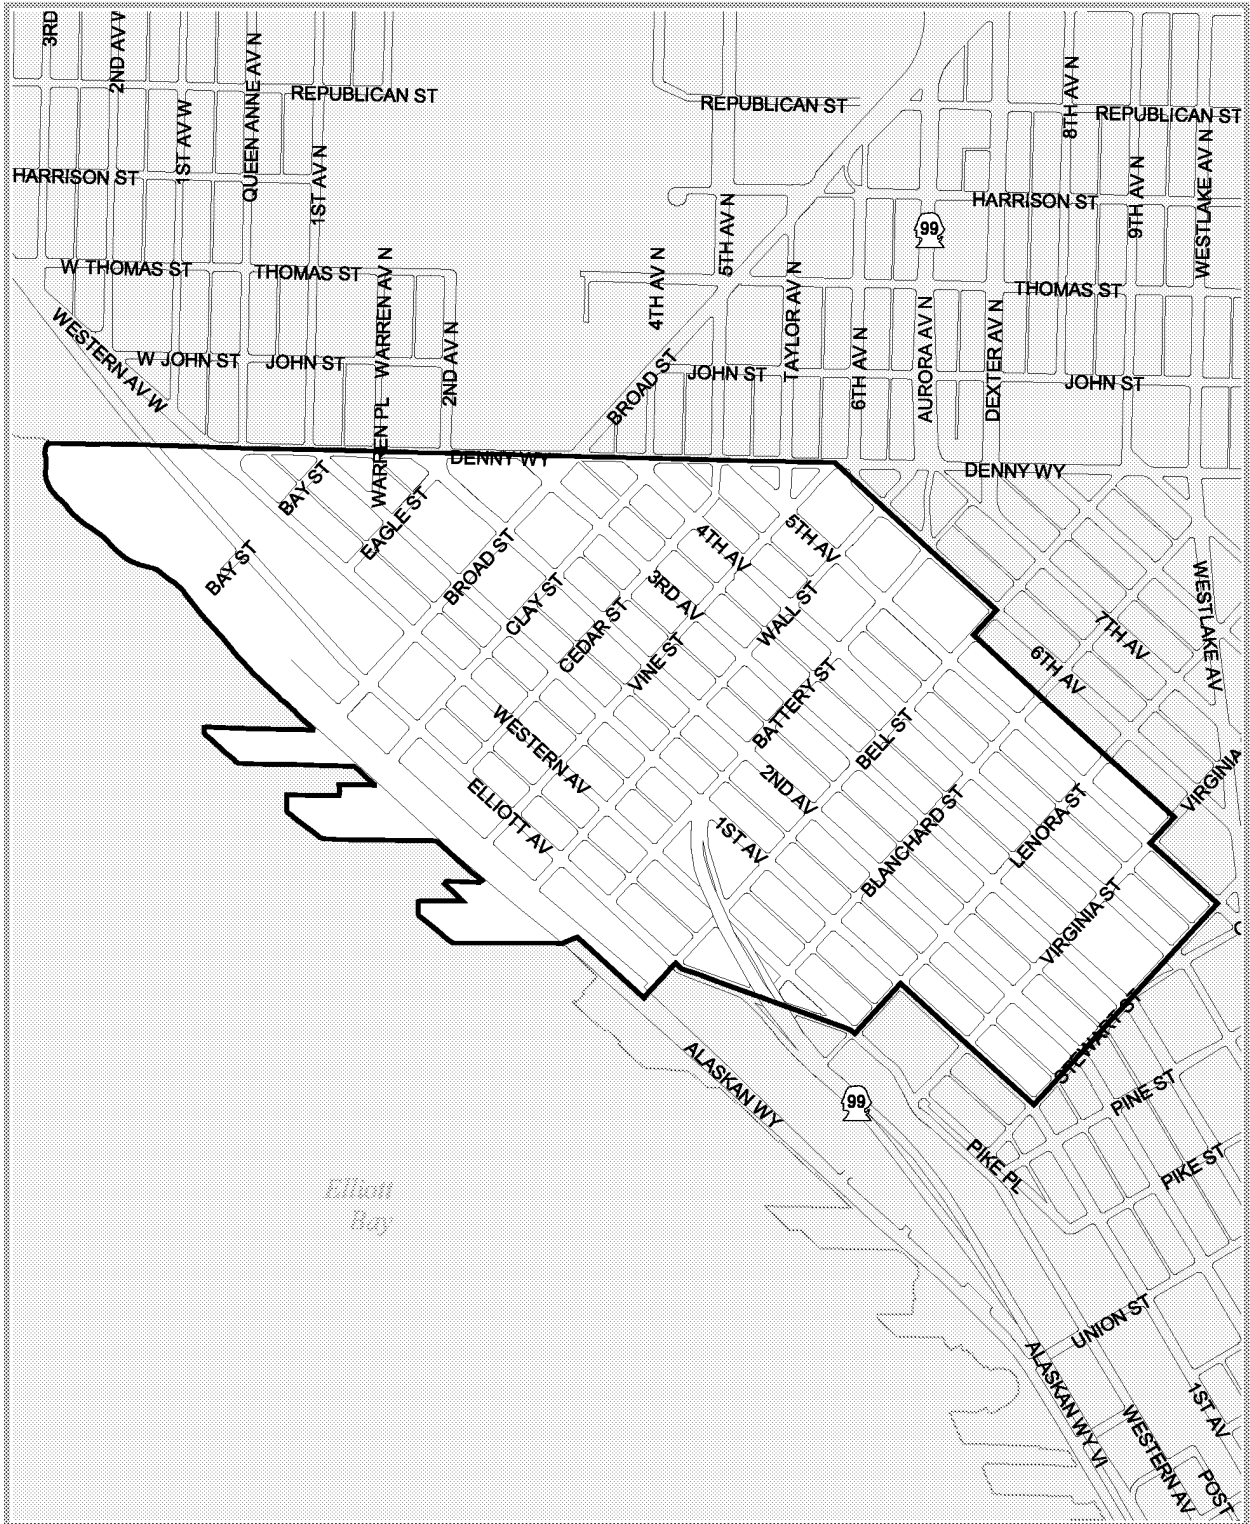 3RD
2ND AV W
1ST AV W
QUEEN ANNE AV N
1ST AV N
REPUBLICAN ST
REPUBLICAN ST
8TH AV N
REPUBLICAN ST
HARRISON ST
HARRISON ST
9TH AV N
WESTLAKE AV N
99
5TH AV N
4TH AV N
W THOMAS ST
THOMAS ST
WARREN AV N
THOMAS ST
TAYLOR AV N
WESTERN AV W
W JOHN ST
JOHN ST
2ND AV N
BROAD ST
JOHN ST
6TH AV N
AURORA AV N
DEXTER AV N
JOHN ST
WARREN PL
DENNY WY
DENNY WY
BAY ST
EAGLE ST
BAY ST
BROAD ST
CLAY ST
CEDAR ST
VINE ST
4TH AV
5TH AV
3RD AV
WALL ST
BATTERY ST
BELL ST
WESTLAKE AV
7TH AV
6TH AV
WESTERN AV
ELLIOTT AV
2ND AV
1ST AV
BLANCHARD ST
LENORA ST
VIRGINIA
VIRGINIA ST
STEWART ST
ALASKAN WY
99
PINE ST
PIKE PL
PIKE ST
Elliott
Bay
UNION ST
ALASKAN WY VI
WESTERN AV
1ST AV
POST